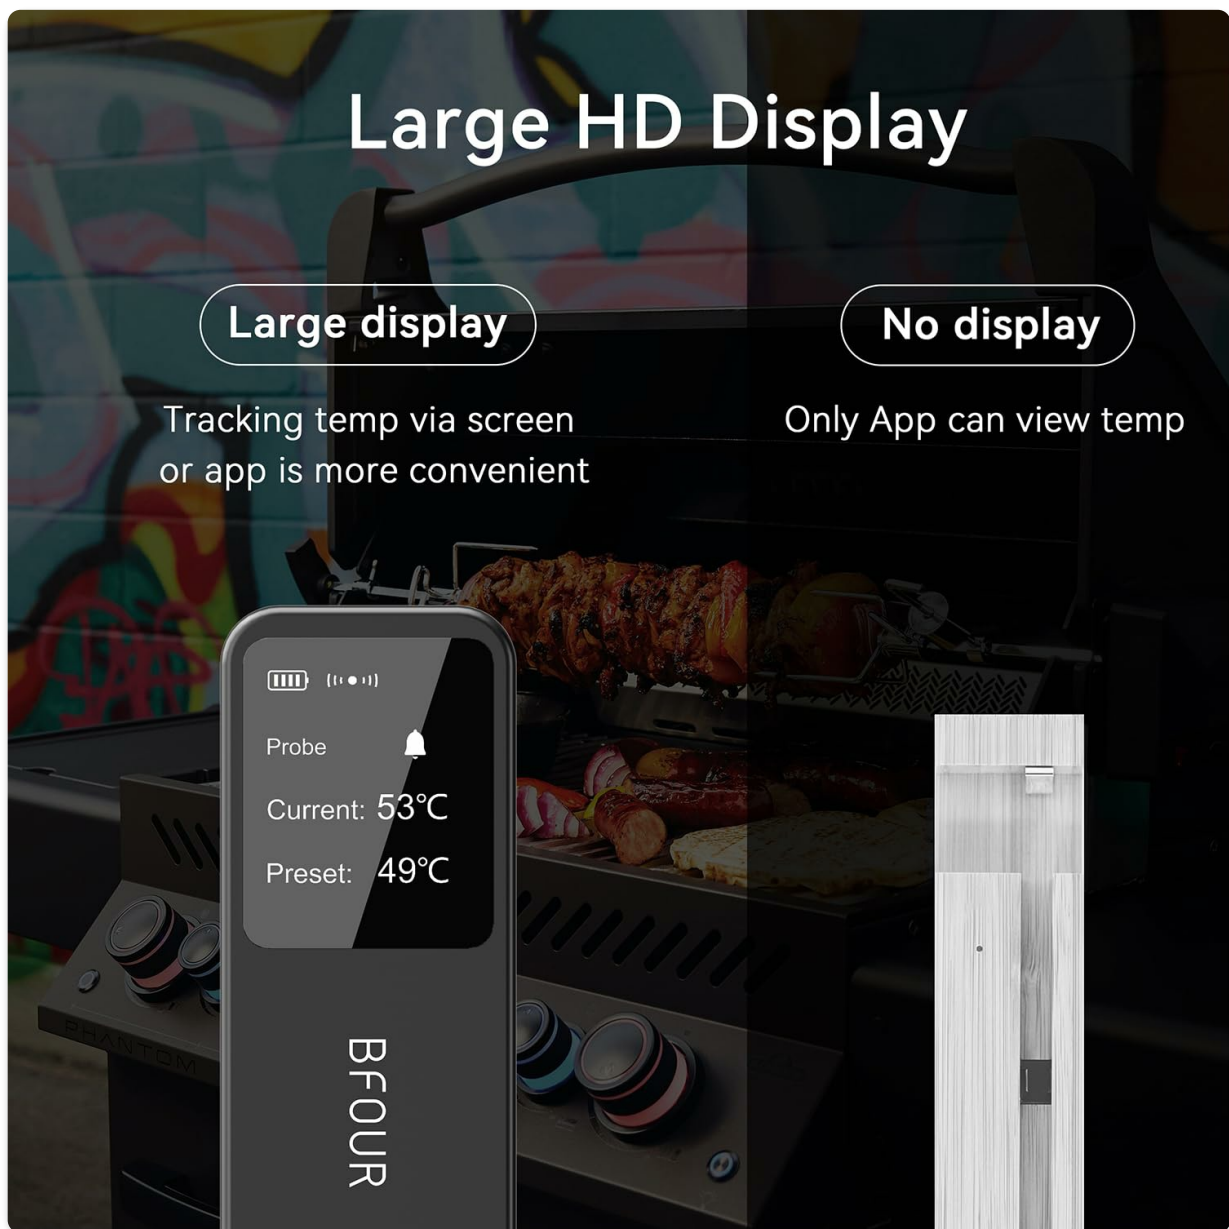 Large HD Display
Large display
Tracking temp via screen
or app is more convenient
No display
Only App can view temp
Probe
Current: 53℃
Preset: 49℃
BFOUR
PHANTOM